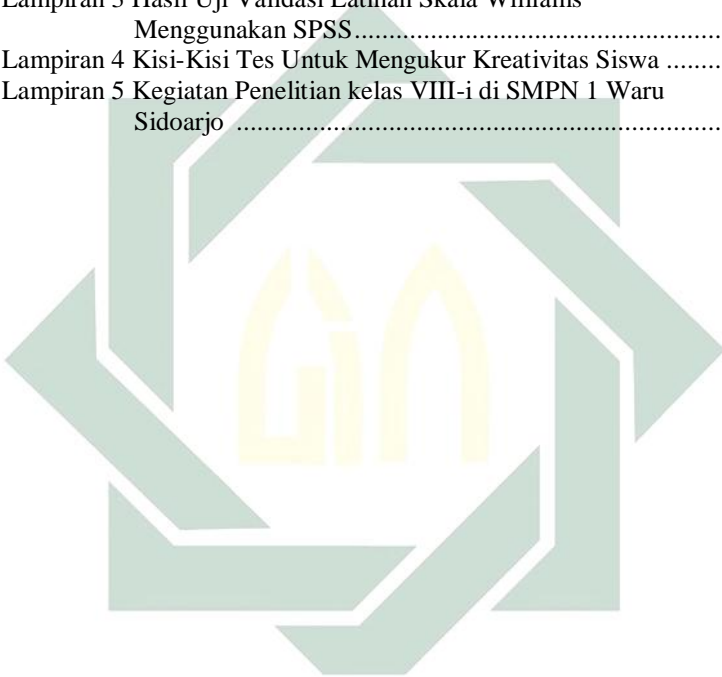 Lampiran 3 Hasil Uji Validasi Latihan Skala Williams
Menggunakan SPSS.....................................................
Lampiran 4 Kisi-Kisi Tes Untuk Mengukur Kreativitas Siswa ........
Lampiran 5 Kegiatan Penelitian kelas VIII-i di SMPN 1 Waru
Sidoarjo ......................................................................